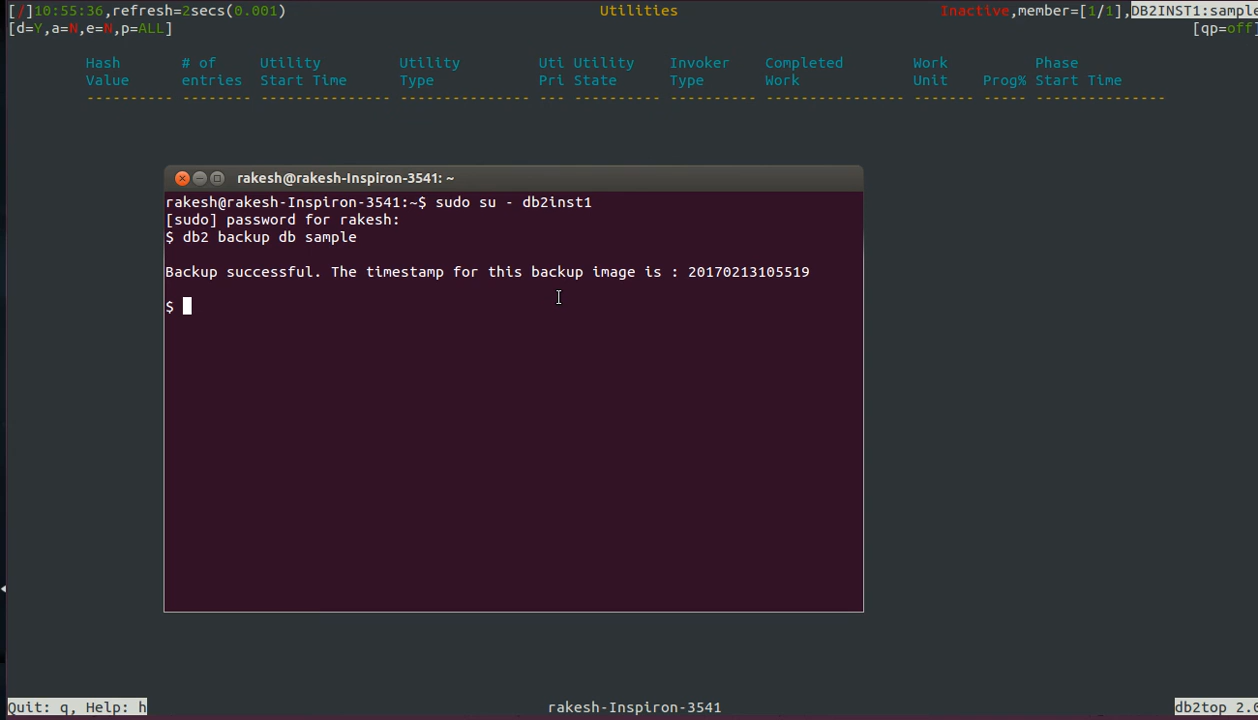 [/]10:55:36,refresh=2secs(0.001) Utilities Inactive,member=[1/1],DB2INST1:sample
[d=Y,a=N,e=N,p=ALL] [qp=off]
Hash # of Utility Utility Uti Utility Invoker Completed Work Phase
Value entries Start Time Type Pri State Type Work Unit Prog% Start Time
---------- -------- --------------- --------------- --- ---------- ---------- ---------------- ------- ----- ---------------
rakesh@rakesh-Inspiron-3541: ~
rakesh@rakesh-Inspiron-3541:~$ sudo su - db2inst1
[sudo] password for rakesh:
$ db2 backup db sample
Backup successful. The timestamp for this backup image is : 20170213105519
$
Quit: q, Help: h rakesh-Inspiron-3541 db2top 2.0